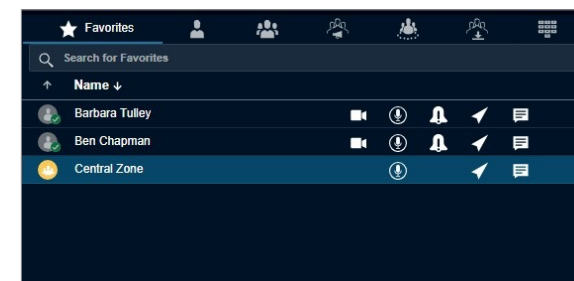 Favorites
Search for Favorites
Name
Barbara Tulley
Ben Chapman
Central Zone